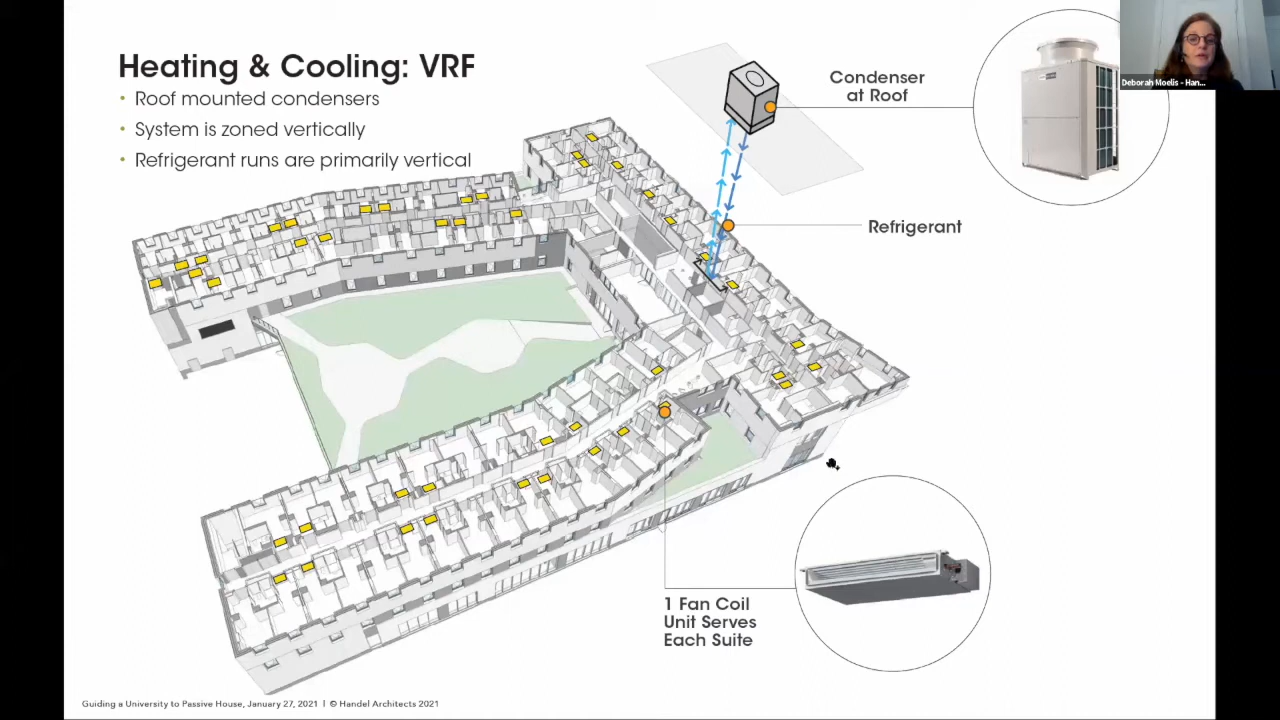 Heating & Cooling: VRF
• Roof mounted condensers
• System is zoned vertically
• Refrigerant runs are primarily vertical
Condenser
at Roof
Deborah Moelis - Han...
Refrigerant
1 Fan Coil
Unit Serves
Each Suite
Guiding a University to Passive House, January 27, 2021 | © Handel Architects 2021